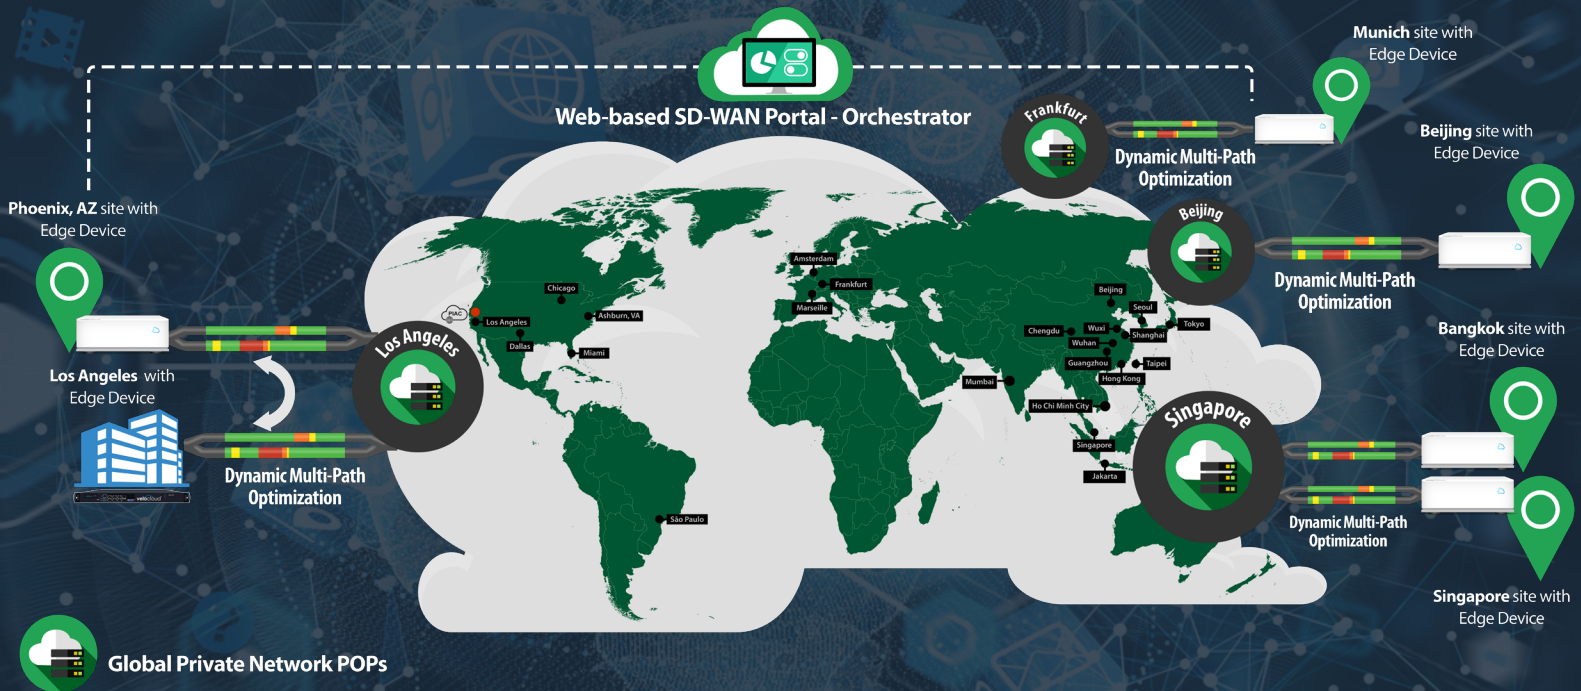 Web-based SD-WAN Portal - Orchestrator
Phoenix, AZ site with
Edge Device
Los Angeles with
Edge Device
velocloud
Dynamic Multi-Path
Optimization
Los Angeles
PIAC
Chicago
Los Angeles
Ashburn, VA
Dallas
Miami
São Paulo
Amsterdam
Frankfurt
Marseille
Beijing
Seoul
Chengdu
Wuxi
Tokyo
Shanghai
Wuhan
Guangzhou
Taipei
Hong Kong
Mumbai
Ho Chi Minh City
Singapore
Jakarta
Frankfurt
Dynamic Multi-Path
Optimization
Munich site with
Edge Device
Beijing
Dynamic Multi-Path
Optimization
Beijing site with
Edge Device
Singapore
Bangkok site with
Edge Device
Dynamic Multi-Path
Optimization
Singapore site with
Edge Device
Global Private Network POPs